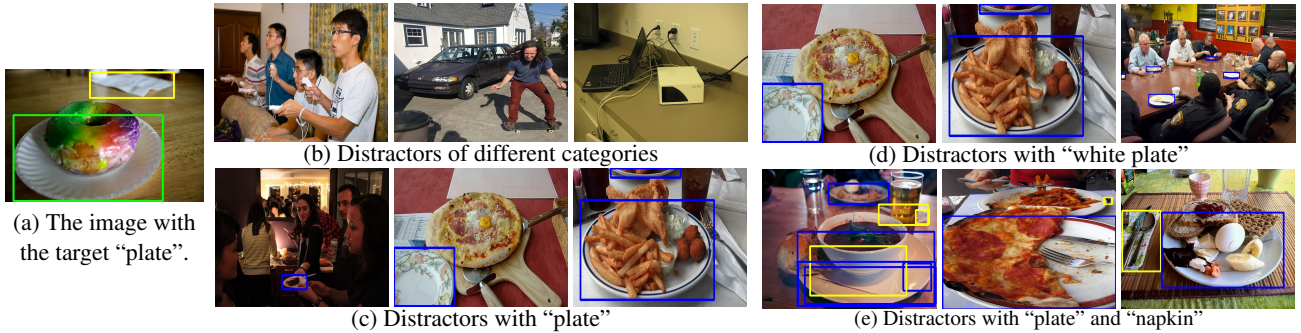 (a) The image with
the target “plate”.
(b) Distractors of different categories
(c) Distractors with “plate”
(d) Distractors with “white plate”
(e) Distractors with “plate” and “napkin”